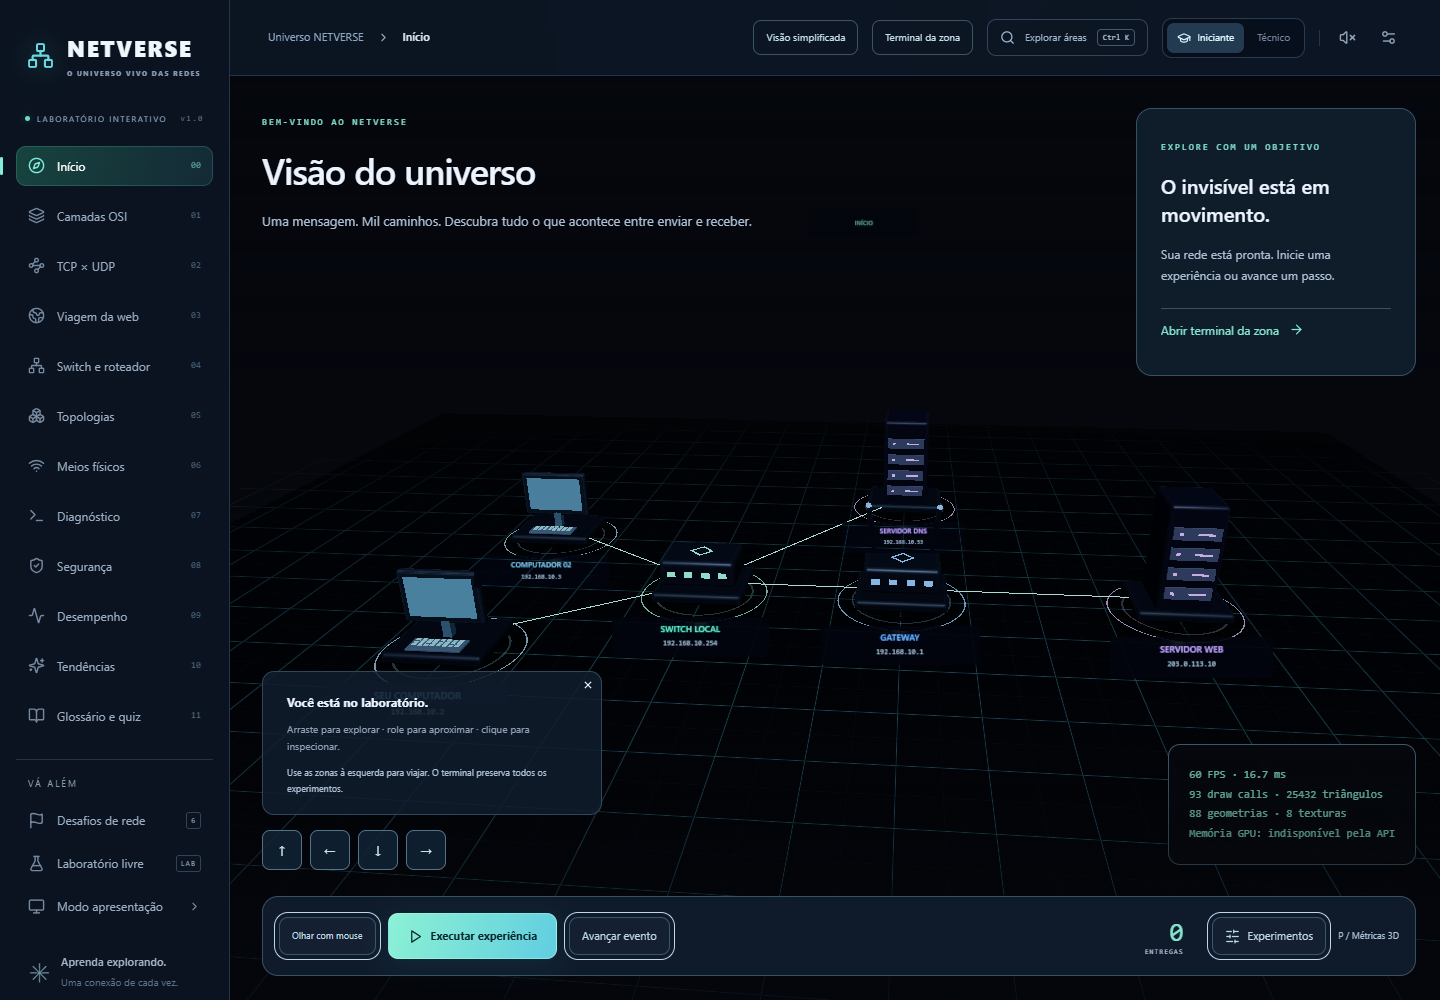 NETVERSE
O UNIVERSO VIVO DAS REDES
LABORATÓRIO INTERATIVO v1.0
Início 00
Camadas OSI 01
TCP × UDP 02
Viagem da web 03
Switch e roteador 04
Topologias 05
Meios físicos 06
Diagnóstico 07
Segurança 08
Desempenho 09
Tendências 10
Glossário e quiz 11
VÁ ALÉM
Desafios de rede 6
Laboratório livre LAB
Modo apresentação
Aprenda explorando.
Uma conexão de cada vez.
Universo NETVERSE > Início
Visão simplificada
Terminal da zona
Explorar áreas Ctrl K
Iniciante
Técnico
BEM-VINDO AO NETVERSE
Visão do universo
Uma mensagem. Mil caminhos. Descubra tudo o que acontece entre enviar e receber.
INÍCIO
EXPLORE COM UM OBJETIVO
O invisível está em
movimento.
Sua rede está pronta. Inicie uma
experiência ou avance um passo.
Abrir terminal da zona →
SERVIDOR DNS
192.168.10.53
COMPUTADOR 02
192.168.10.3
SWITCH LOCAL
192.168.10.254
GATEWAY
192.168.10.1
SERVIDOR WEB
203.0.113.10
SEU COMPUTADOR
192.168.10.2
Você está no laboratório. ×
Arraste para explorar · role para aproximar · clique para
inspecionar.
Use as zonas à esquerda para viajar. O terminal preserva todos os
experimentos.
↑ ← ↓ →
60 FPS · 16.7 ms
93 draw calls · 25432 triângulos
88 geometrias · 8 texturas
Memória GPU: indisponível pela API
Olhar com mouse
Executar experiência
Avançar evento
0
ENTREGAS
Experimentos
P / Métricas 3D